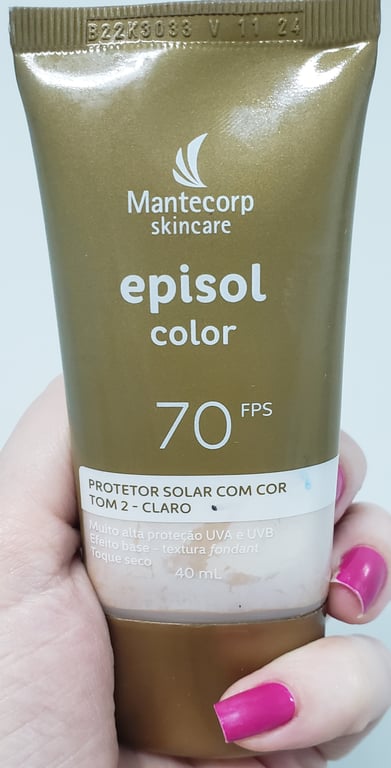 B22K3033 V 11 24
Mantecorp
skincare
episol
color
70 FPS
PROTETOR SOLAR COM COR
TOM 2 - CLARO
Muito alta proteção UVA e UVB
Efeito base - textura fondant
Toque seco
40 mL